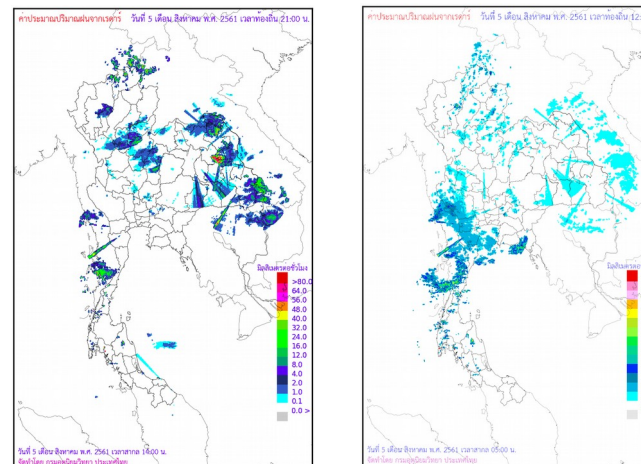 ค่าประมาณปริมาณฝนจากเรดาร์ วันที่ 5 เดือน สิงหาคม พ.ศ. 2561 เวลาท้องถิ่น 21:00 น.
มิลลิเมตรต่อชั่วโมง
>80.0
64.0
56.0
48.0
40.0
32.0
24.0
16.0
12.0
8.0
4.0
2.0
1.0
0.1
0.0 >
วันที่ 5 เดือน สิงหาคม พ.ศ. 2561 เวลาสากล 14:00 น.
จัดทำโดย กรมอุตุนิยมวิทยา ประเทศไทย
ค่าประมาณปริมาณฝนจากเรดาร์ วันที่ 5 เดือน สิงหาคม พ.ศ. 2561 เวลาท้องถิ่น 12:
มิลลิเมตรต่อ
วันที่ 5 เดือน สิงหาคม พ.ศ. 2561 เวลาสากล 05:00 น.
จัดทำโดย กรมอุตุนิยมวิทยา ประเทศไทย